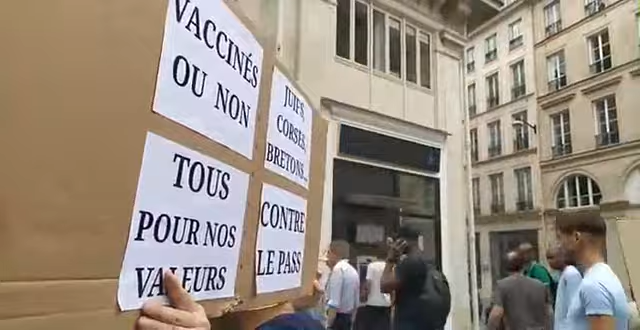 VACCINÉS
OU NON
JUIFS,
CORSES,
BRETONS...
TOUS
POUR NOS
VALEURS
CONTRE
LE PASS